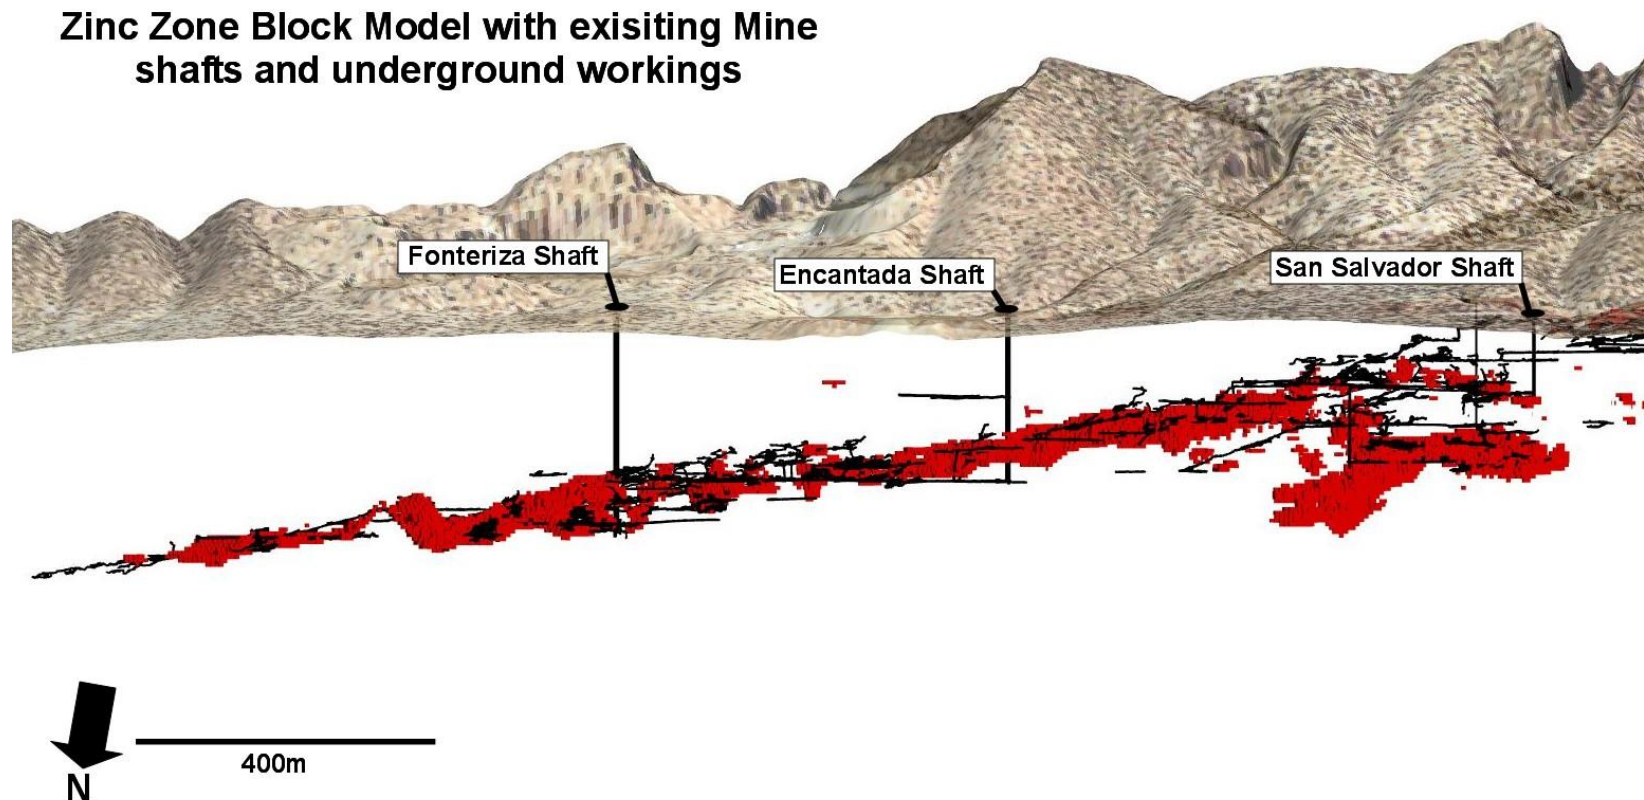 Zinc Zone Block Model with exisiting Mine
shafts and underground workings
Fonteriza Shaft
Encantada Shaft
San Salvador Shaft
400m
N